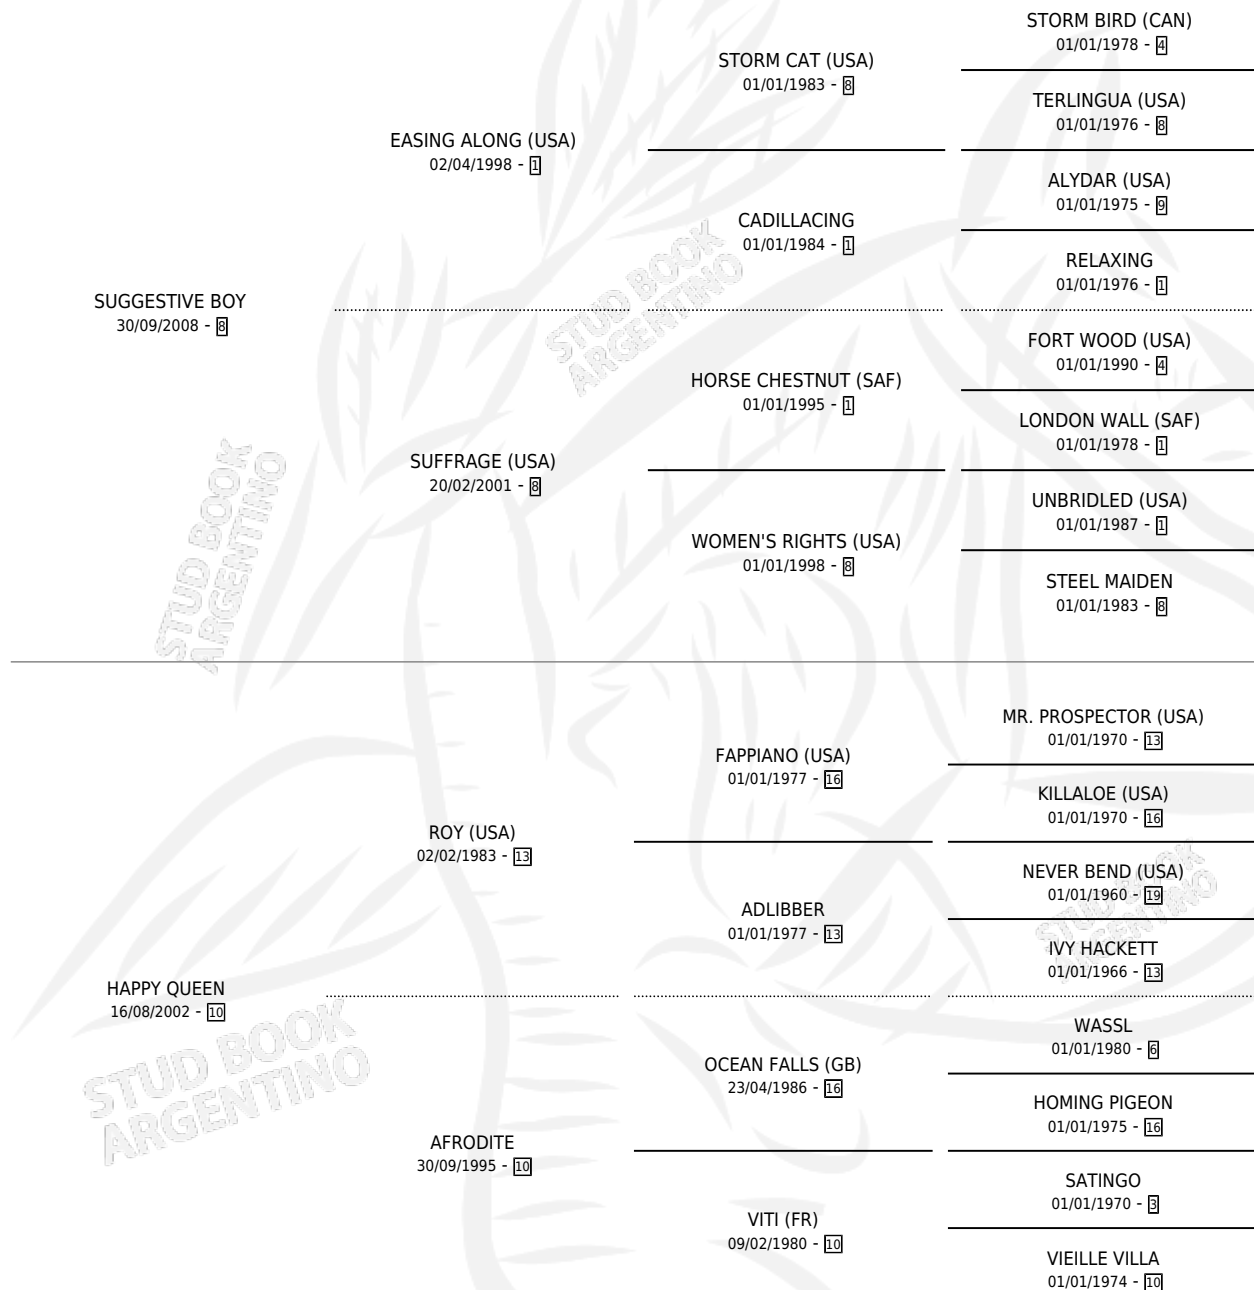 STORM BIRD (CAN)
01/01/1978 - 4
STORM CAT (USA)
01/01/1983 - 8
TERLINGUA (USA)
01/01/1976 - 8
EASING ALONG (USA)
02/04/1998 - 1
ALYDAR (USA)
01/01/1975 - 9
CADILLACING
01/01/1984 - 1
RELAXING
01/01/1976 - 1
SUGGESTIVE BOY
30/09/2008 - 8
STUD BOOK
ARGENTINO
FORT WOOD (USA)
01/01/1990 - 4
HORSE CHESTNUT (SAF)
01/01/1995 - 1
LONDON WALL (SAF)
01/01/1978 - 1
SUFFRAGE (USA)
20/02/2001 - 8
UNBRIDLED (USA)
01/01/1987 - 1
WOMEN'S RIGHTS (USA)
01/01/1998 - 8
STEEL MAIDEN
01/01/1983 - 8
STUD BOOK
ARGENTINO
MR. PROSPECTOR (USA)
01/01/1970 - 13
FAPPIANO (USA)
01/01/1977 - 16
KILLALOE (USA)
01/01/1970 - 16
ROY (USA)
02/02/1983 - 13
NEVER BEND (USA)
01/01/1960 - 19
STUD BOOK
ARGENTINO
ADLIBBER
01/01/1977 - 13
IVY HACKETT
01/01/1966 - 13
HAPPY QUEEN
16/08/2002 - 10
STUD BOOK
ARGENTINO
WASSL
01/01/1980 - 6
OCEAN FALLS (GB)
23/04/1986 - 16
HOMING PIGEON
01/01/1975 - 16
AFRODITE
30/09/1995 - 10
SATINGO
01/01/1970 - 3
VITI (FR)
09/02/1980 - 10
VIEILLE VILLA
01/01/1974 - 10